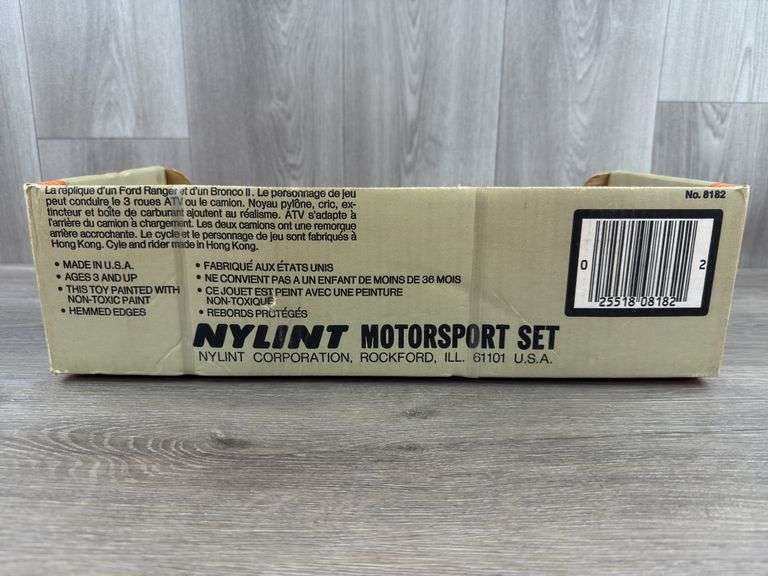 La réplique d'un Ford Ranger et d'un Bronco II. Le personnage de jeu
peut conduire le 3 roues ATV ou le camion. Noyau pylône, cric, ex-
tincteur et boîte de carburant ajoutent au réalisme. ATV s'adapte à
l'arrière du camion à chargement. Les deux camions ont une remorque
arrière accrochante. Le cycle et le personnage de jeu sont fabriqués à
Hong Kong. Cyle and rider made in Hong Kong.
• MADE IN U.S.A.
• AGES 3 AND UP
• THIS TOY PAINTED WITH
NON-TOXIC PAINT
• HEMMED EDGES
• FABRIQUÉ AUX ÉTATS UNIS
• NE CONVIENT PAS A UN ENFANT DE MOINS DE 36 MOIS
• CE JOUET EST PEINT AVEC UNE PEINTURE
NON-TOXIQUE
• REBORDS PRUTÉGÉS
NYLINT MOTORSPORT SET
NYLINT CORPORATION, ROCKFORD, ILL. 61101 U.S.A.
No. 8182
0 25518 08182 2